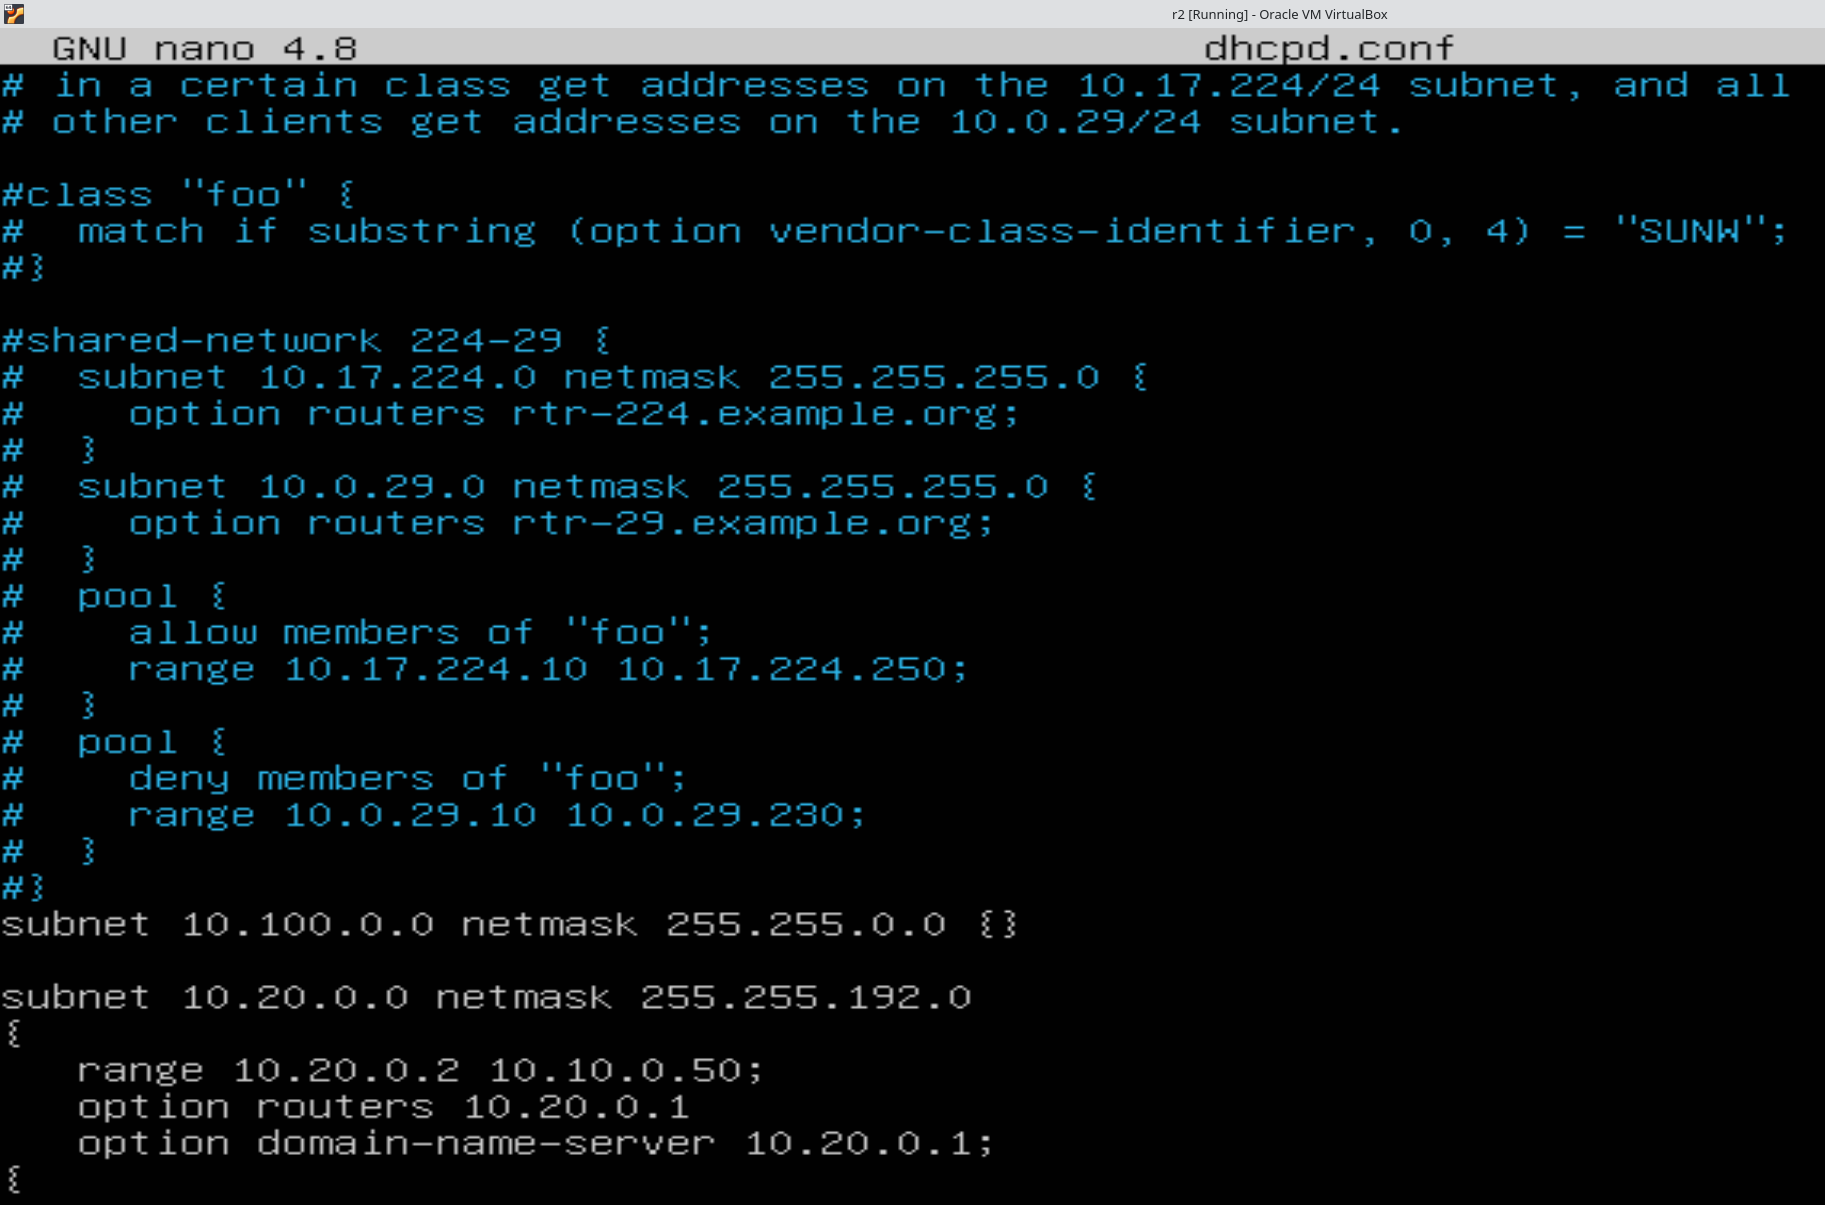 r2 [Running] - Oracle VM VirtualBox
GNU nano 4.8 dhcpd.conf
# in a certain class get addresses on the 10.17.224/24 subnet, and all
# other clients get addresses on the 10.0.29/24 subnet.
#class "foo" {
#  match if substring (option vendor-class-identifier, 0, 4) = "SUNW";
#}
#shared-network 224-29 {
#  subnet 10.17.224.0 netmask 255.255.255.0 {
#    option routers rtr-224.example.org;
#  }
#  subnet 10.0.29.0 netmask 255.255.255.0 {
#    option routers rtr-29.example.org;
#  }
#  pool {
#    allow members of "foo";
#    range 10.17.224.10 10.17.224.250;
#  }
#  pool {
#    deny members of "foo";
#    range 10.0.29.10 10.0.29.230;
#  }
#}
subnet 10.100.0.0 netmask 255.255.0.0 {}
subnet 10.20.0.0 netmask 255.255.192.0
{
   range 10.20.0.2 10.10.0.50;
   option routers 10.20.0.1
   option domain-name-server 10.20.0.1;
{